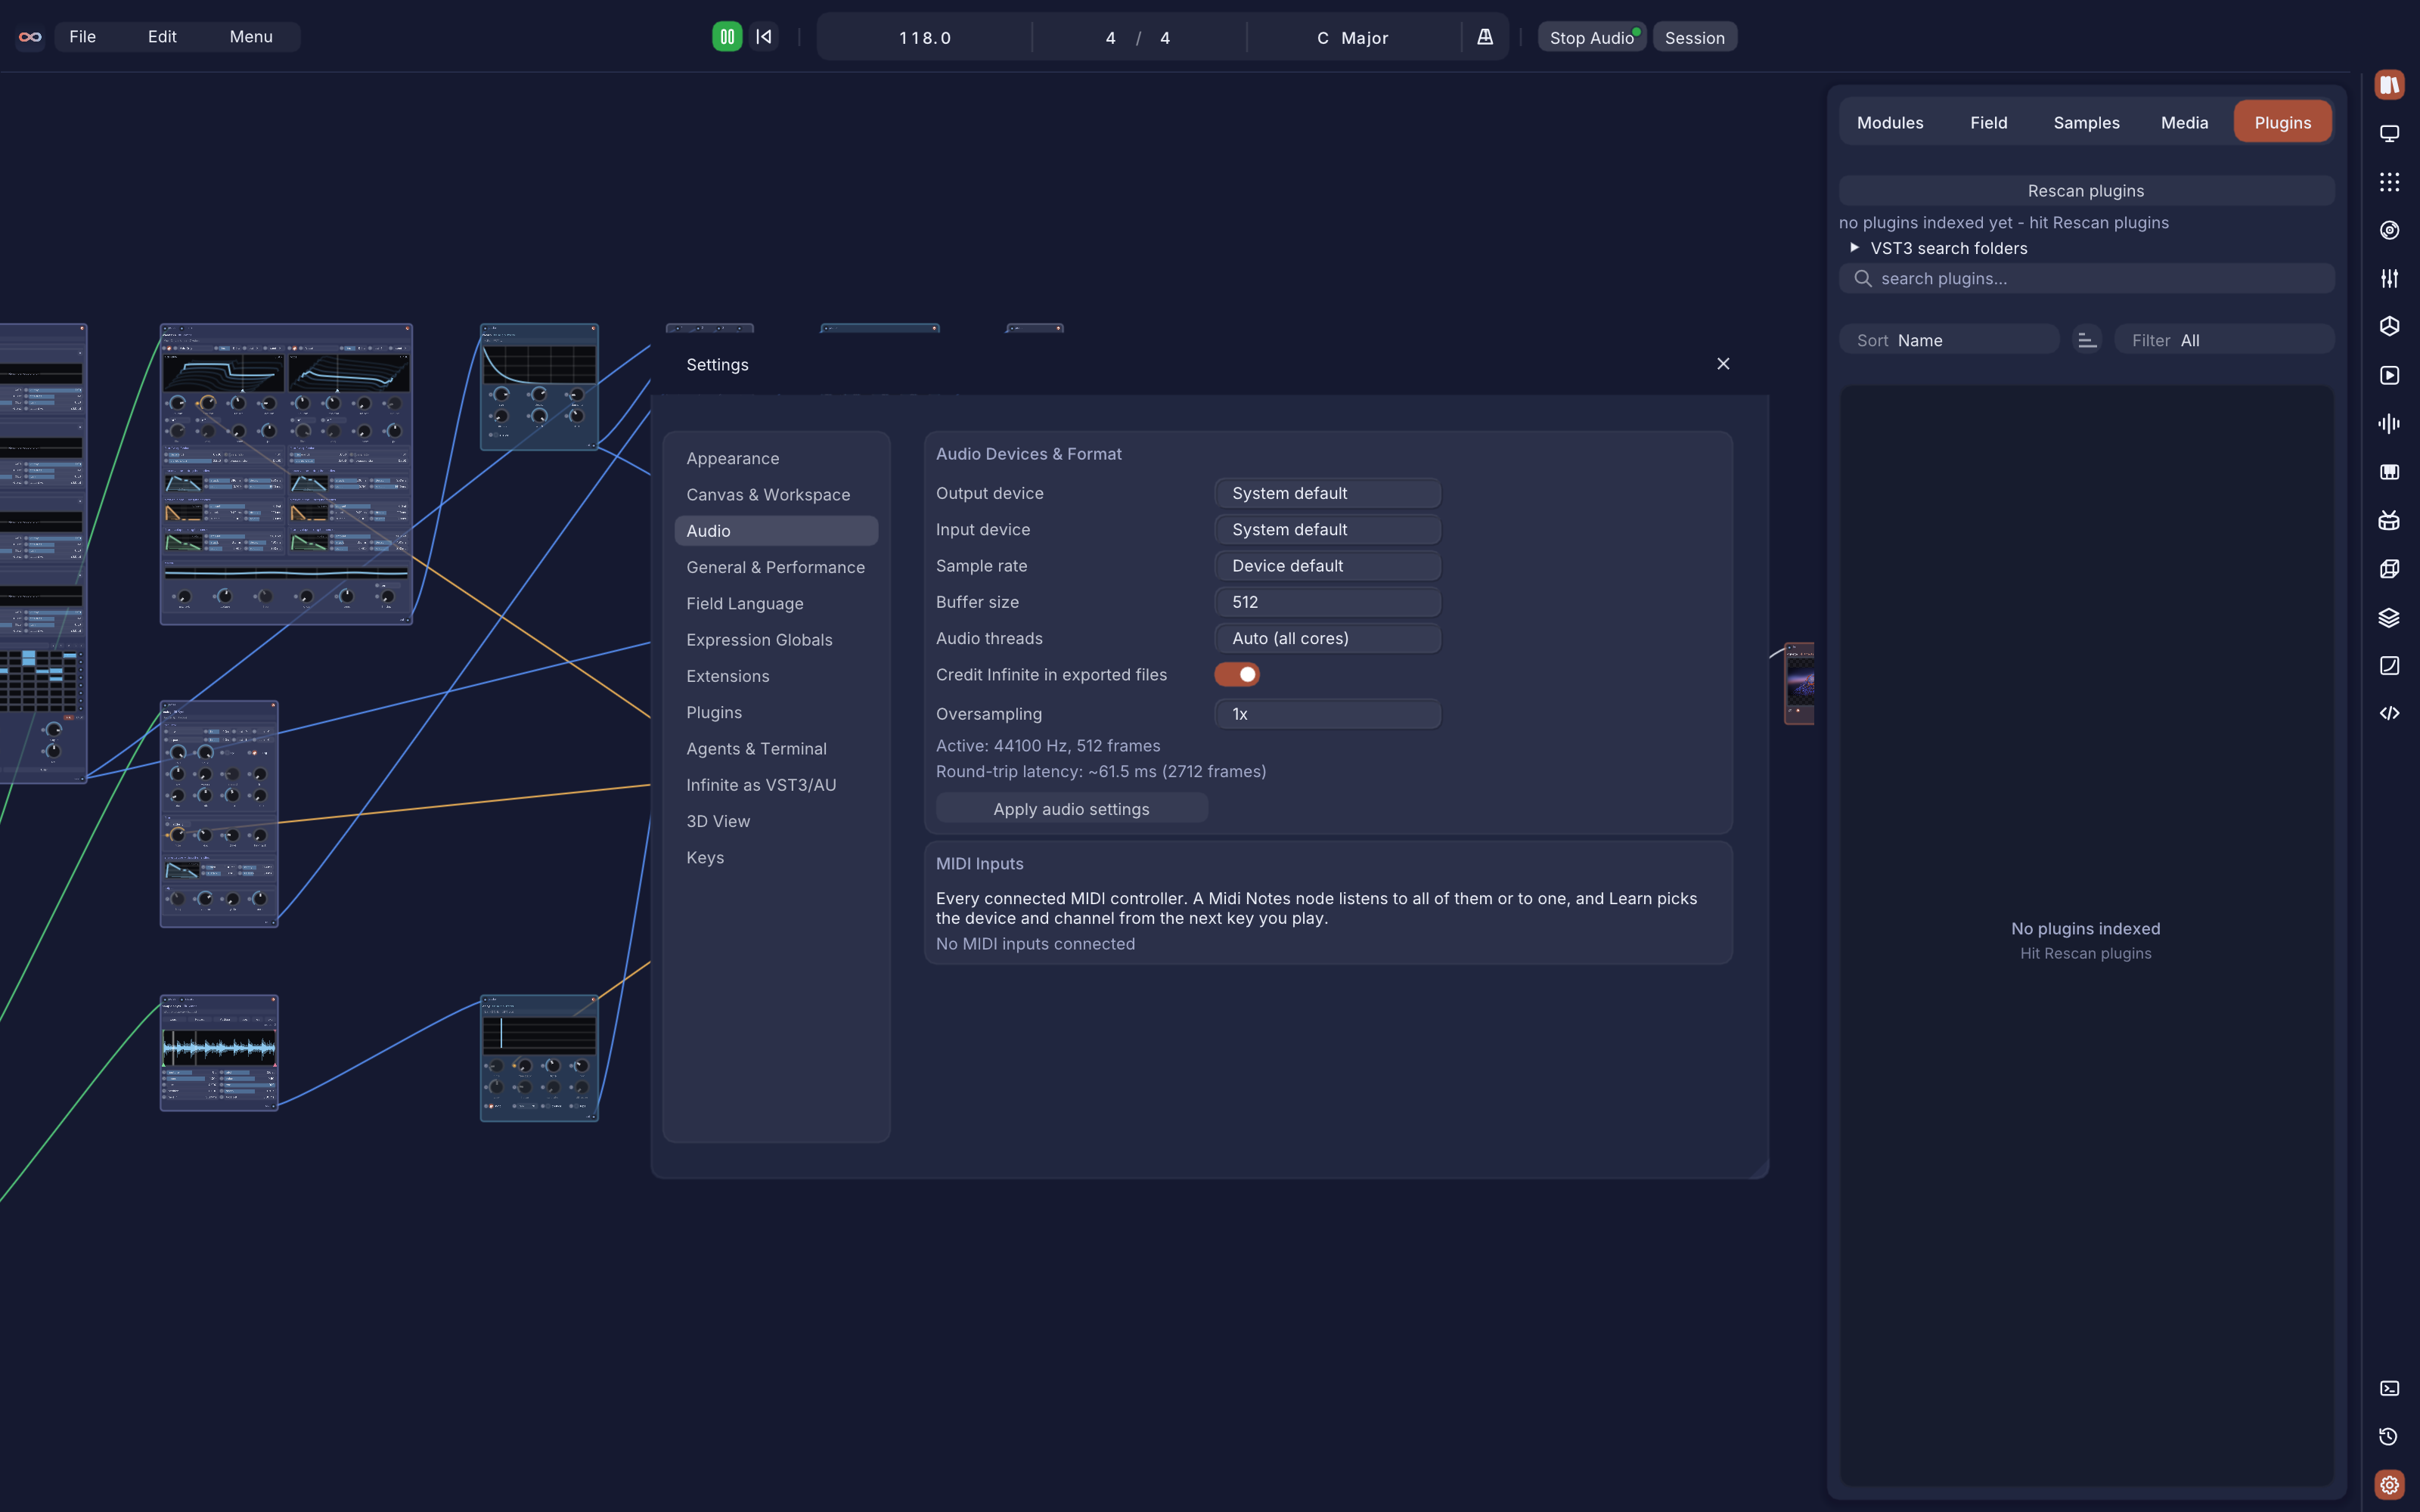 File Edit Menu
118.0 4 / 4 C Major Stop Audio Session
Modules Field Samples Media Plugins
Rescan plugins
no plugins indexed yet - hit Rescan plugins
VST3 search folders
search plugins...
Sort Name Filter All
No plugins indexed
Hit Rescan plugins
Settings
Appearance
Canvas & Workspace
Audio
General & Performance
Field Language
Expression Globals
Extensions
Plugins
Agents & Terminal
Infinite as VST3/AU
3D View
Keys
Audio Devices & Format
Output device System default
Input device System default
Sample rate Device default
Buffer size 512
Audio threads Auto (all cores)
Credit Infinite in exported files
Oversampling 1x
Active: 44100 Hz, 512 frames
Round-trip latency: ~61.5 ms (2712 frames)
Apply audio settings
MIDI Inputs
Every connected MIDI controller. A Midi Notes node listens to all of them or to one, and Learn picks
the device and channel from the next key you play.
No MIDI inputs connected